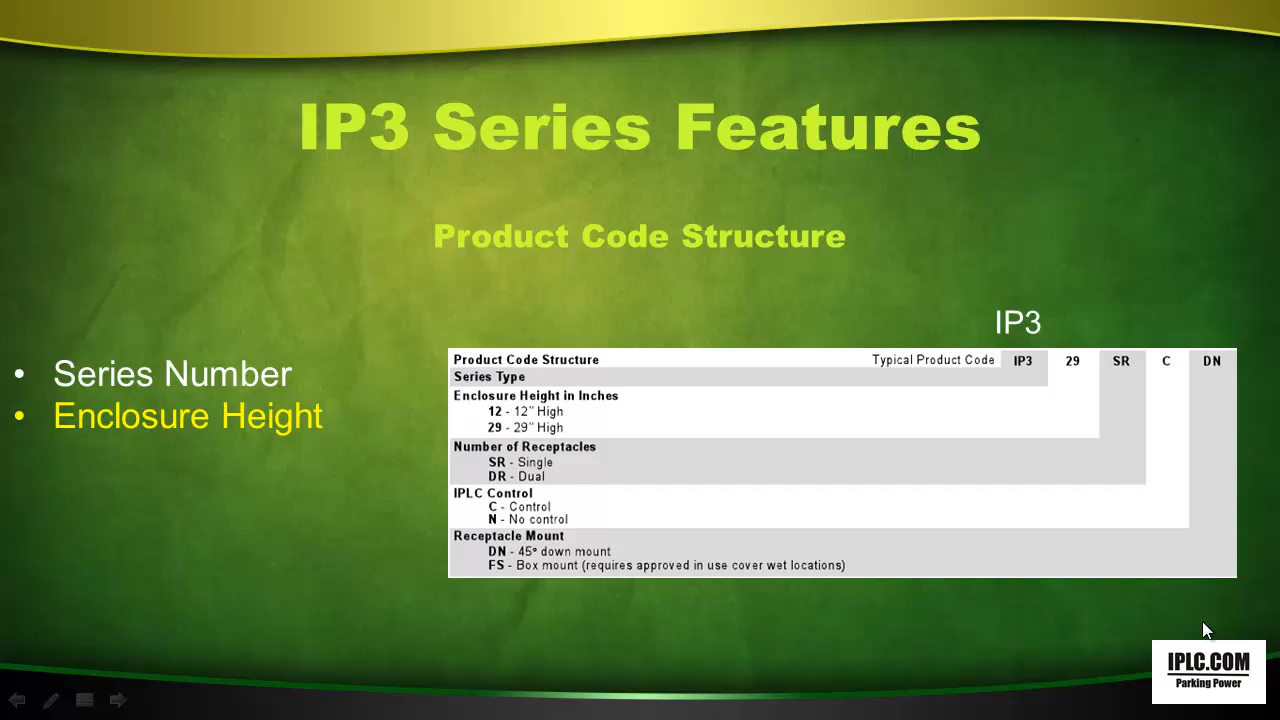 IP3 Series Features
Product Code Structure
IP3
• Series Number
• Enclosure Height
Product Code Structure Typical Product Code IP3 29 SR C DN
Series Type
Enclosure Height in Inches
12 - 12" High
29 - 29" High
Number of Receptacles
SR - Single
DR - Dual
IPLC Control
C - Control
N - No control
Receptacle Mount
DN - 45° down mount
FS - Box mount (requires approved in use cover wet locations)
IPLC.COM
Parking Power